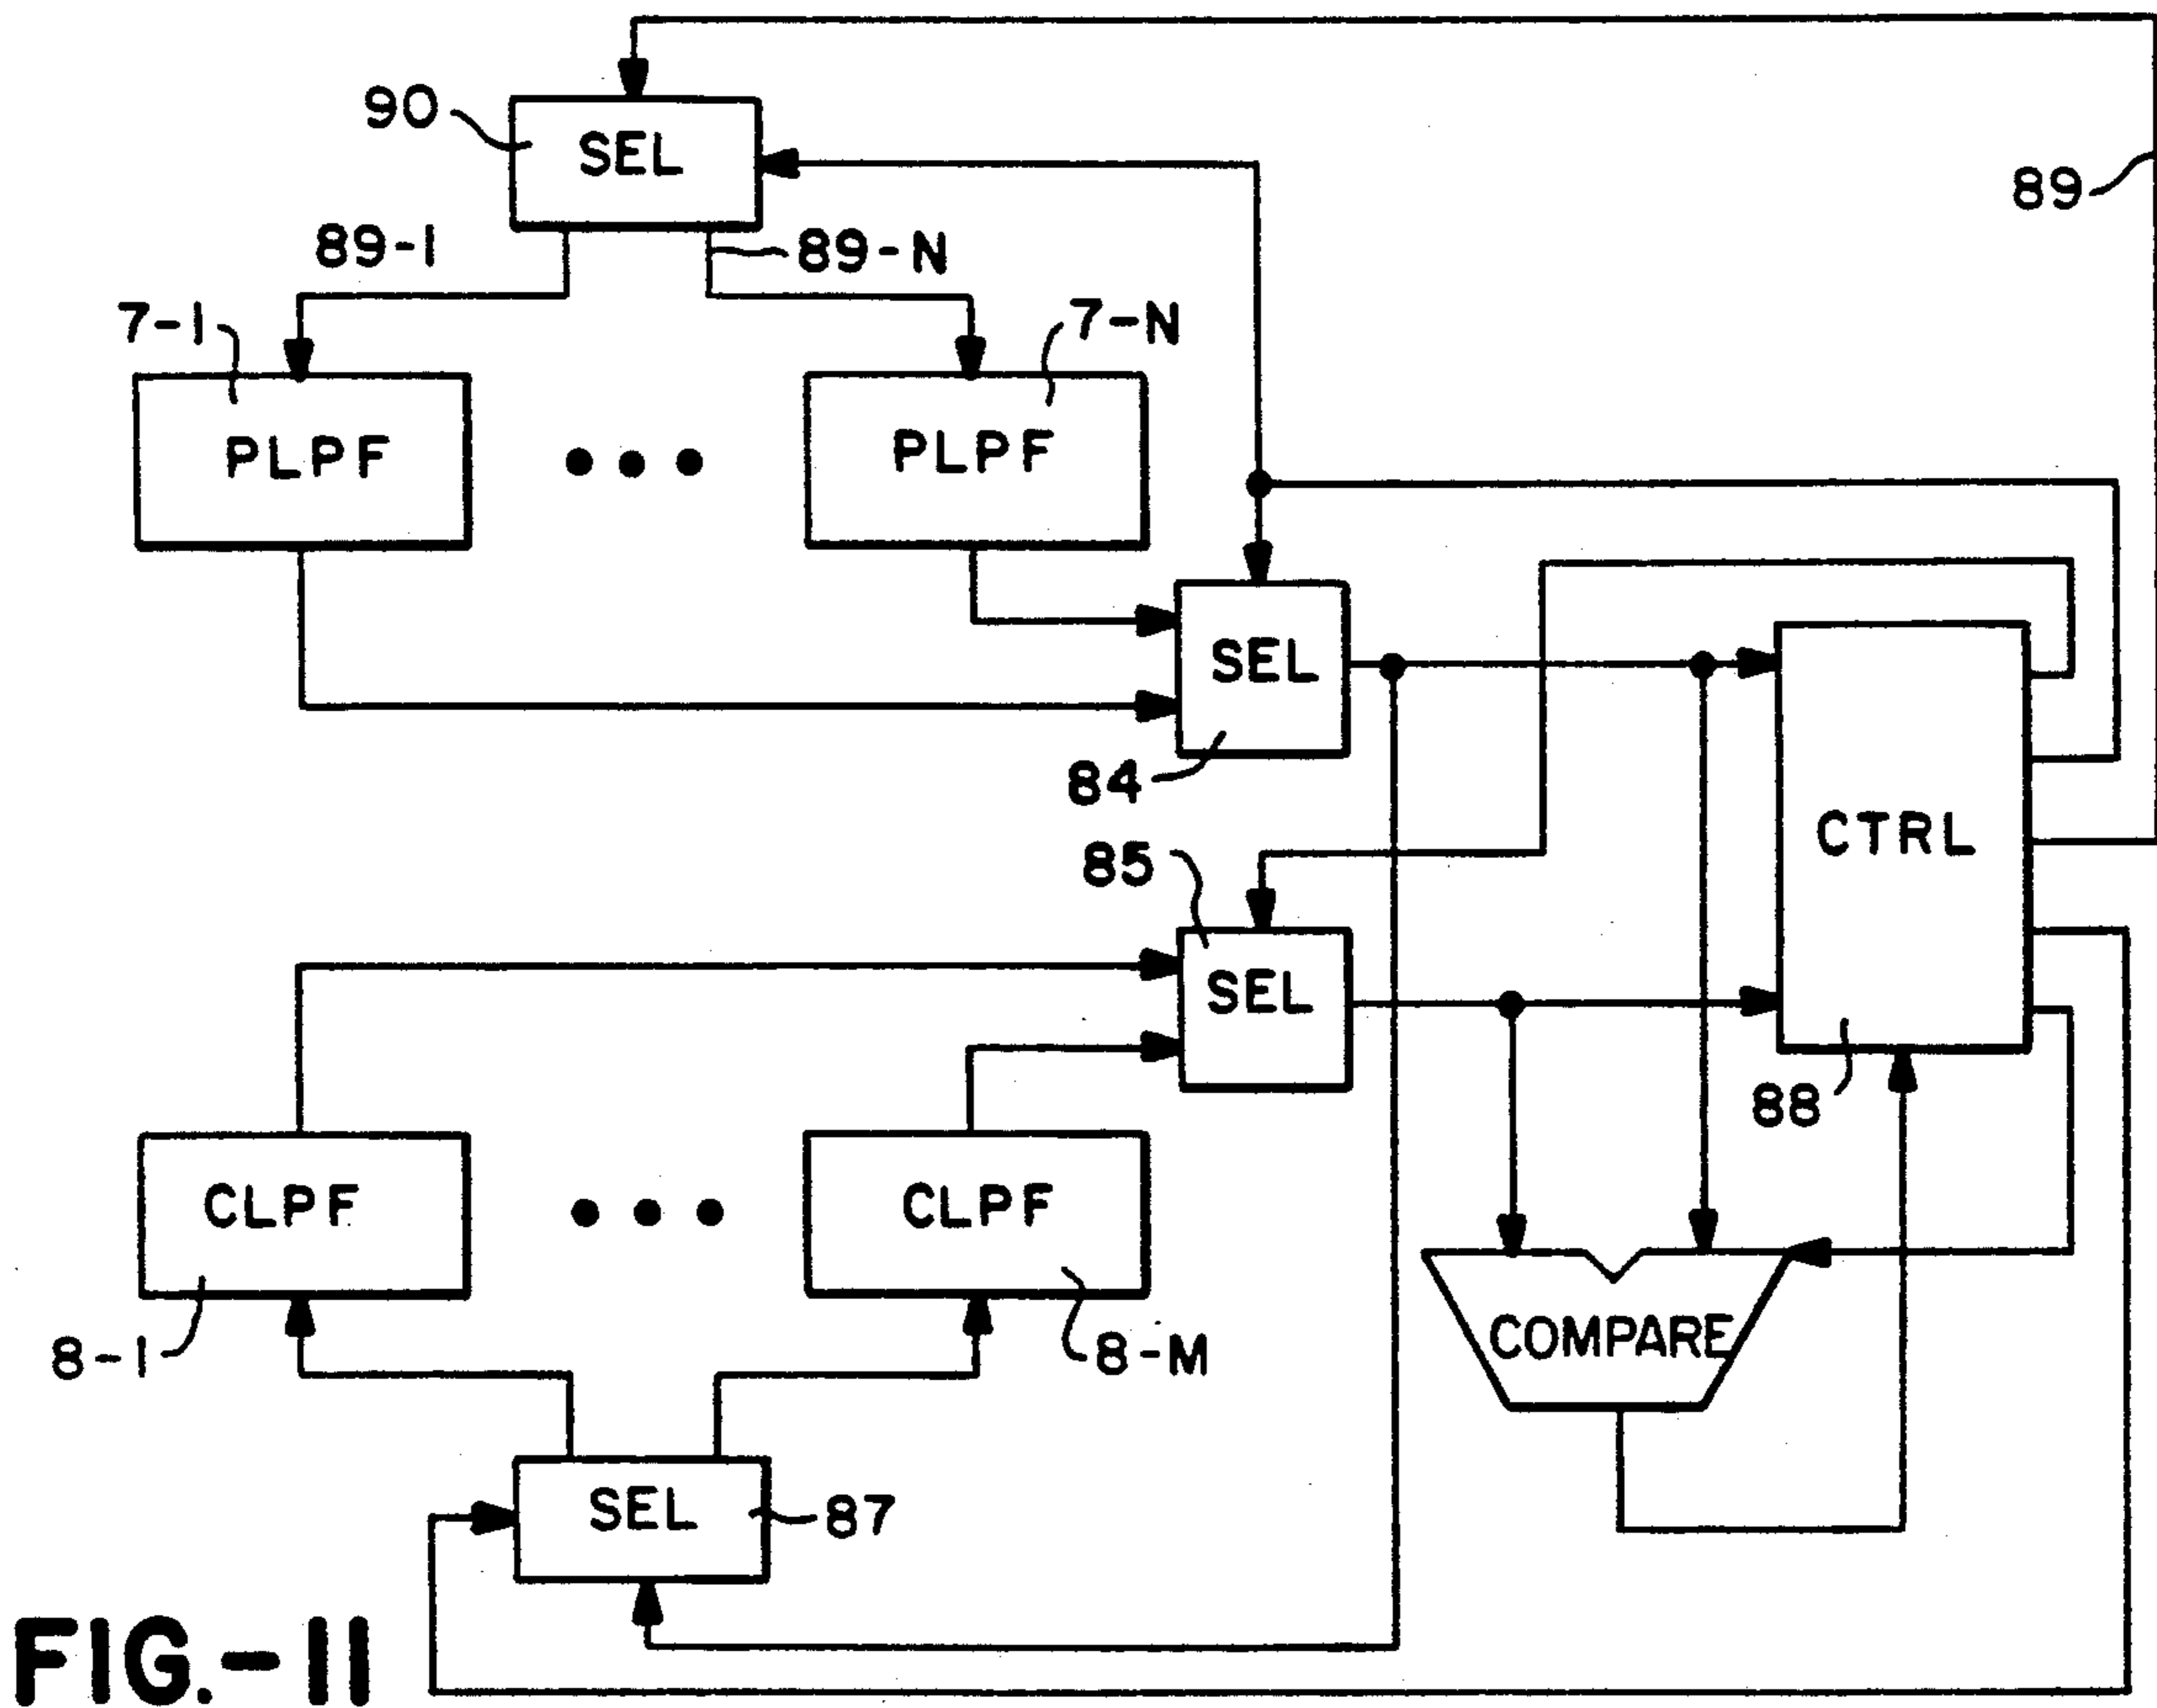 90
SEL
89
89-1
89-N
7-1
7-N
PLPF
PLPF
SEL
84
CTRL
85
SEL
88
CLPF
CLPF
8-1
8-M
COMPARE
SEL
87
FIG.-11